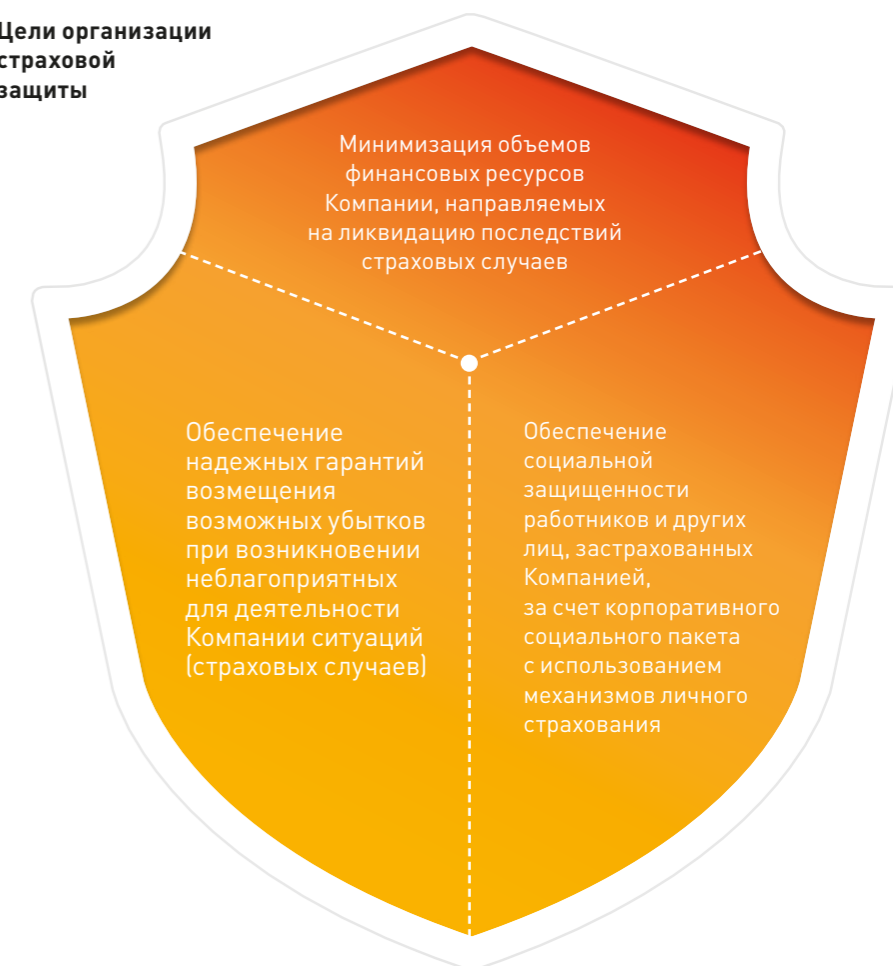 Цели организации
страховой
защиты
Минимизация объемов
финансовых ресурсов
Компании, направляемых
на ликвидацию последствий
страховых случаев
Обеспечение
надежных гарантий
возмещения
возможных убытков
при возникновении
неблагоприятных
для деятельности
Компании ситуаций
(страховых случаев)
Обеспечение
социальной
защищенности
работников и других
лиц, застрахованных
Компанией,
за счет корпоративного
социального пакета
с использованием
механизмов личного
страхования